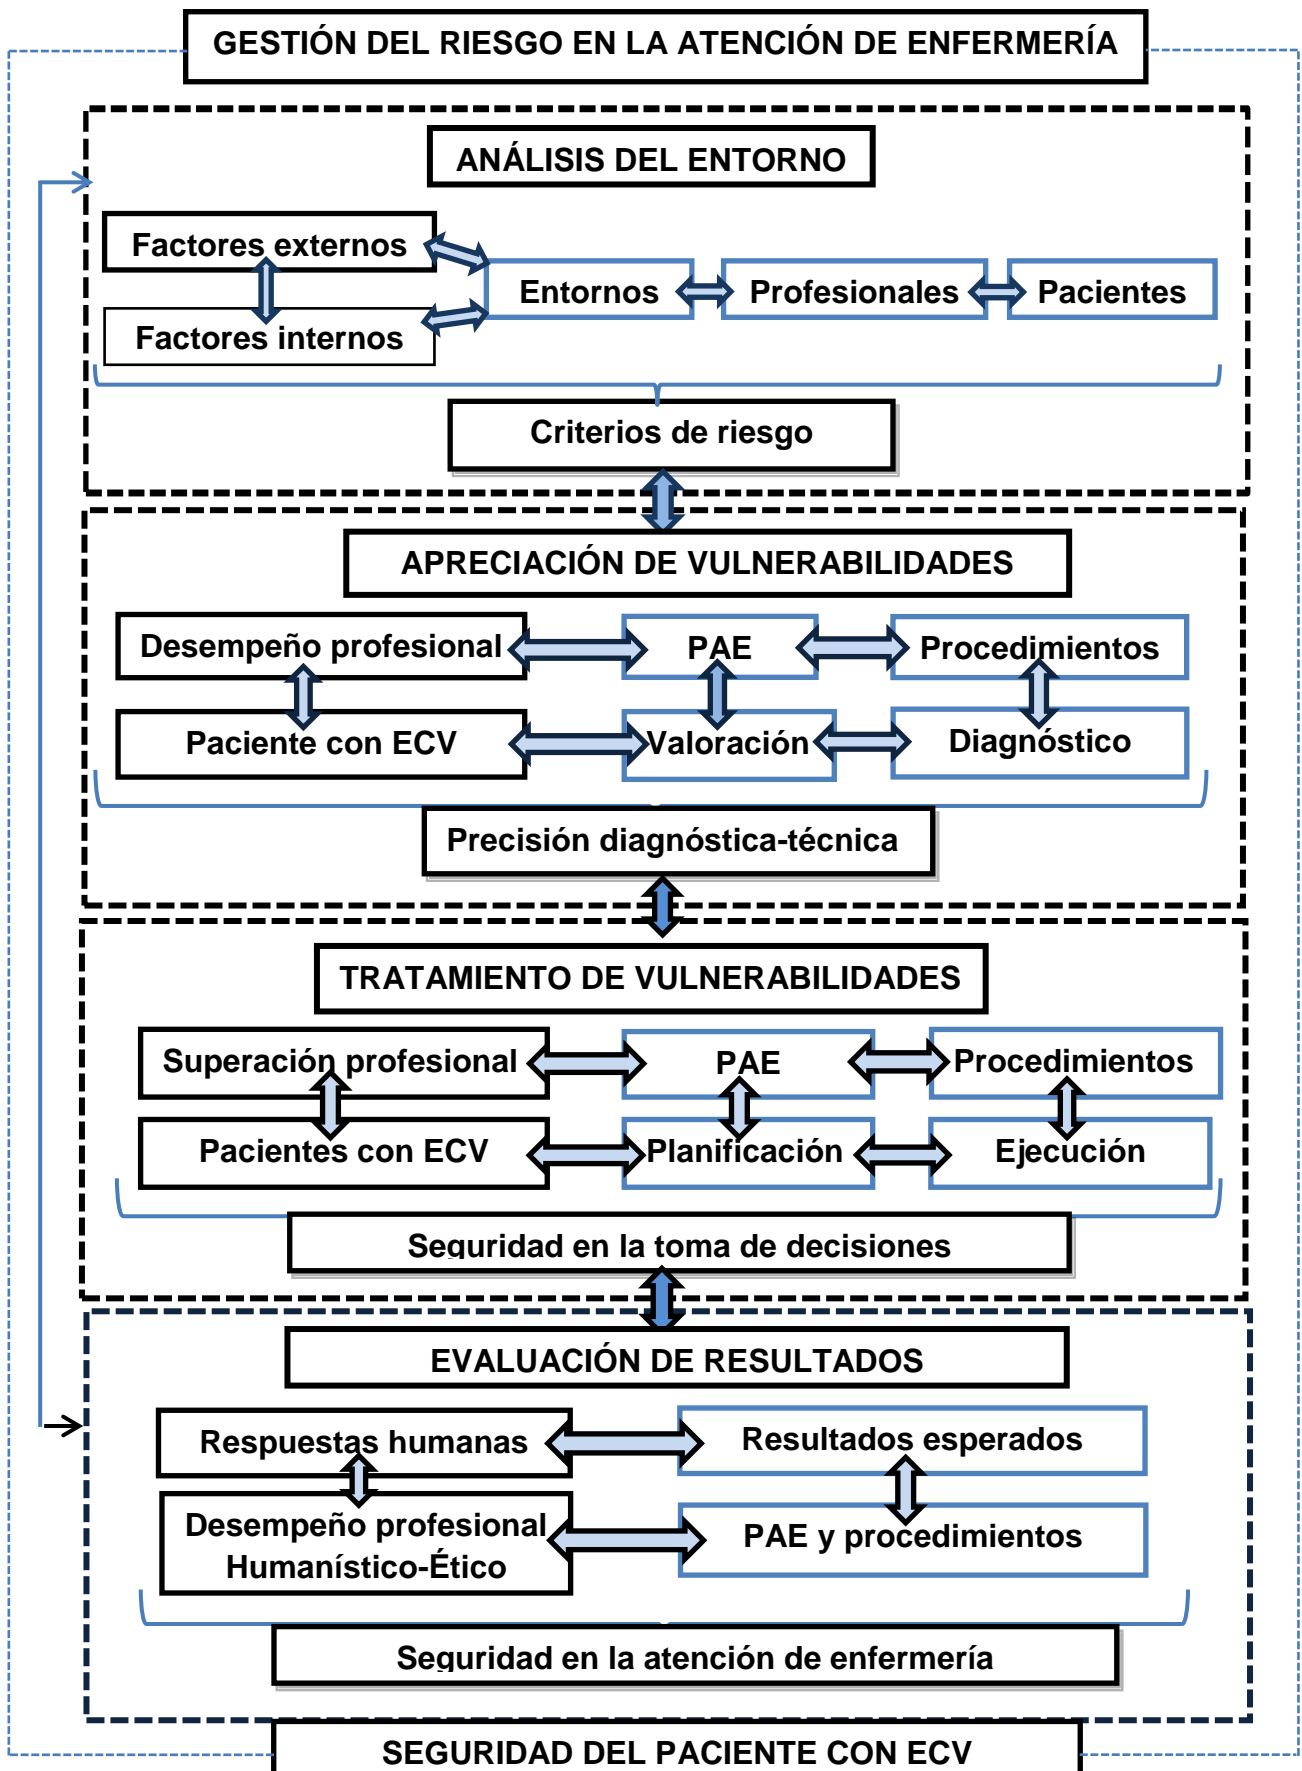 GESTIÓN DEL RIESGO EN LA ATENCIÓN DE ENFERMERÍA
ANÁLISIS DEL ENTORNO
Factores externos
Entornos
Profesionales
Pacientes
Factores internos
Criterios de riesgo
APRECIACIÓN DE VULNERABILIDADES
Desempeño profesional
PAE
Procedimientos
Paciente con ECV
Valoración
Diagnóstico
Precisión diagnóstica-técnica
TRATAMIENTO DE VULNERABILIDADES
Superación profesional
PAE
Procedimientos
Pacientes con ECV
Planificación
Ejecución
Seguridad en la toma de decisiones
EVALUACIÓN DE RESULTADOS
Respuestas humanas
Resultados esperados
Desempeño profesional
Humanístico-Ético
PAE y procedimientos
Seguridad en la atención de enfermería
SEGURIDAD DEL PACIENTE CON ECV